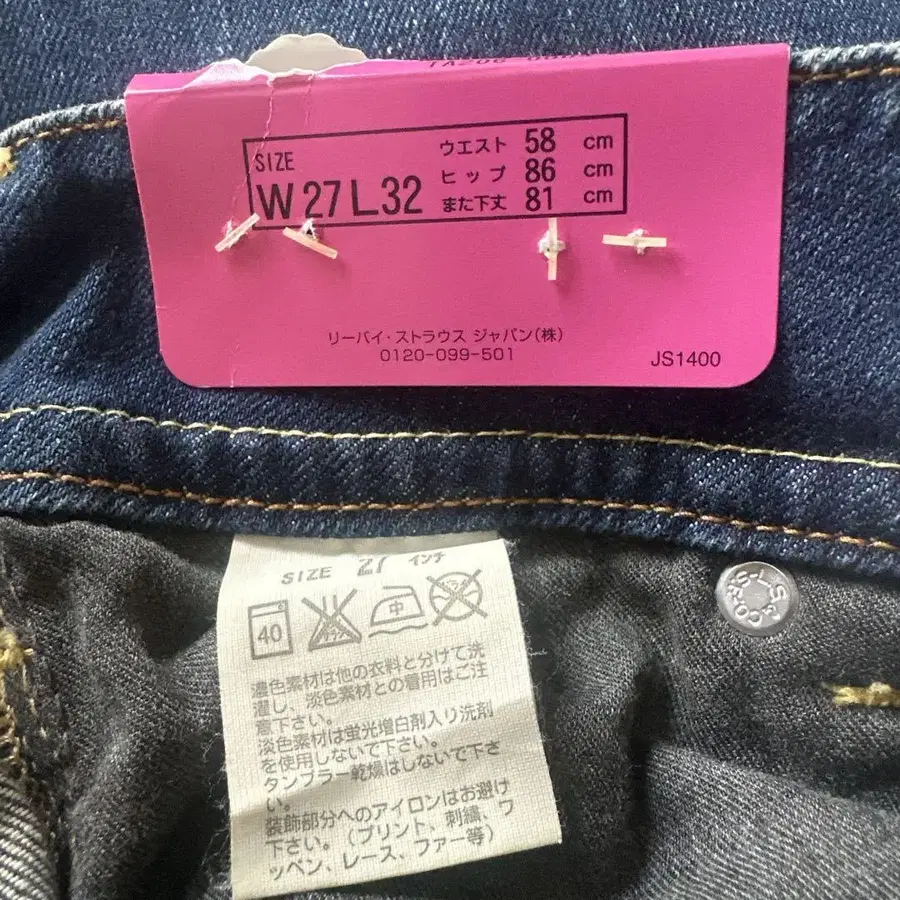 SIZE
W27L32
ウエスト 58 cm
ヒップ 86 cm
また下丈 81 cm
リーバイ・ストラウス ジャパン(株)
0120-099-501
JS1400
SIZE 27 インチ
40
中
濃色素材は他の衣料と分けて洗
濯し、淡色素材との着用はご注
意下さい。
淡色素材は蛍光増白剤入り洗剤
を使用しないで下さい。
タンブラー乾燥はしないで下さ
い。
装飾部分へのアイロンはお避け
下さい。(プリント、刺繍、ワ
ッペン、レース、ファー等)